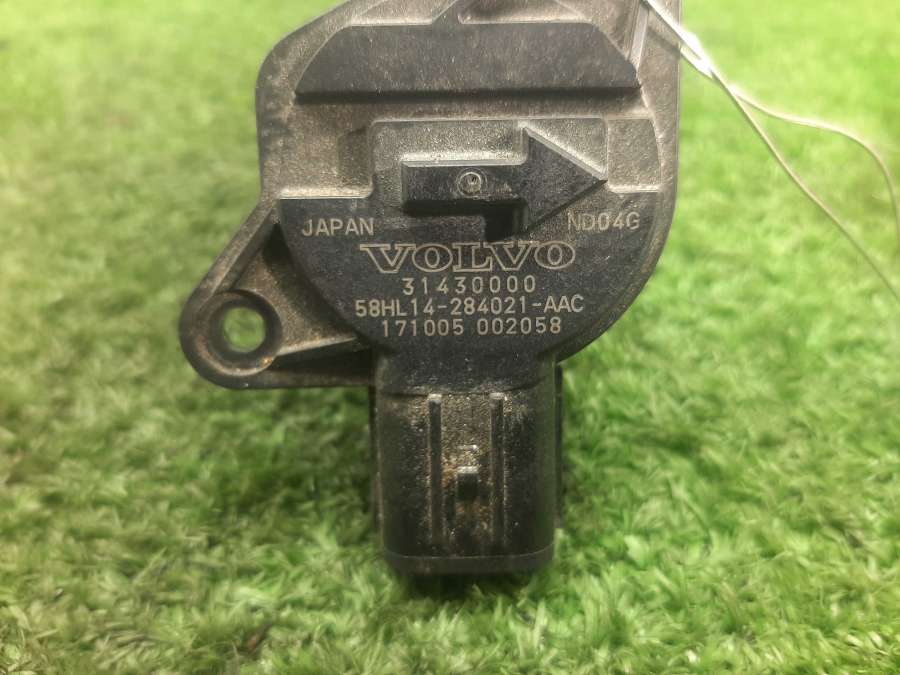 JAPAN ND04G
VOLVO
31430000
58HL14-284021-AAC
171005 002058